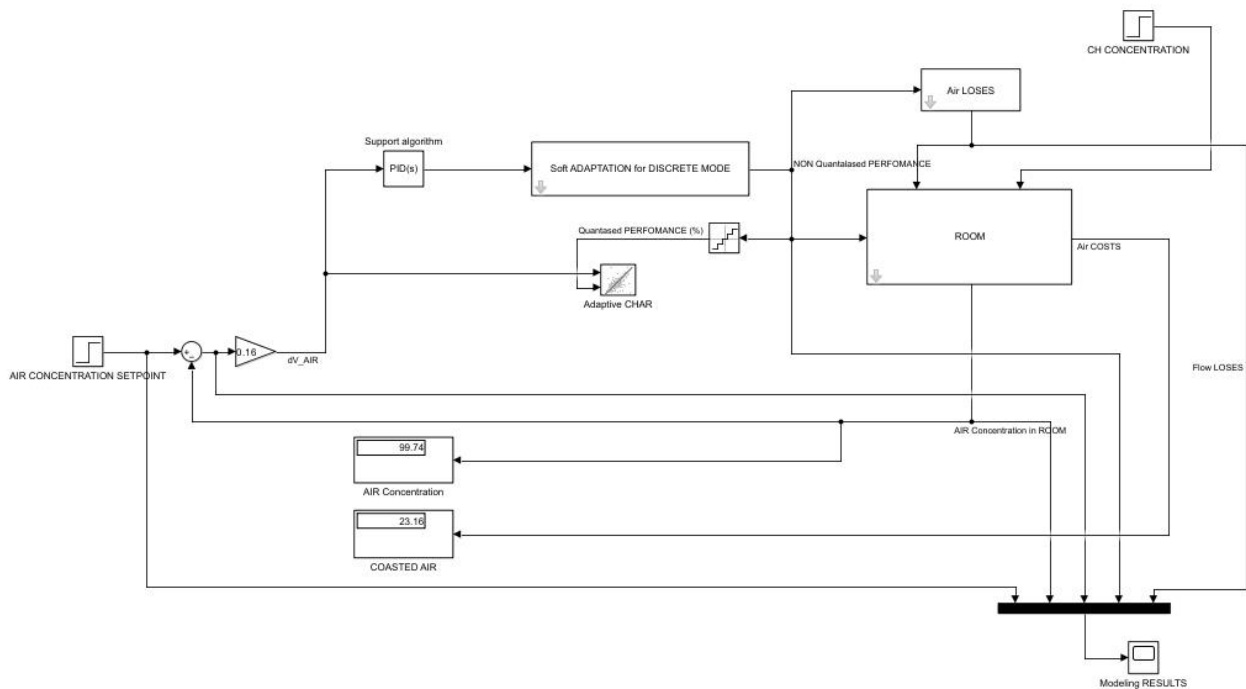 CH CONCENTRATION
Air LOSES
Support algorithm
PID(s)
Soft ADAPTATION for DISCRETE MODE
NON Quantalased PERFOMANCE
Quantased PERFOMANCE (%)
ROOM
Air COSTS
Adaptive CHAR
+
-
0.16
dV_AIR
AIR CONCENTRATION SETPOINT
Flow LOSES
AIR Concentration in ROOM
99.74
AIR Concentration
23.16
COASTED AIR
Modeling RESULTS